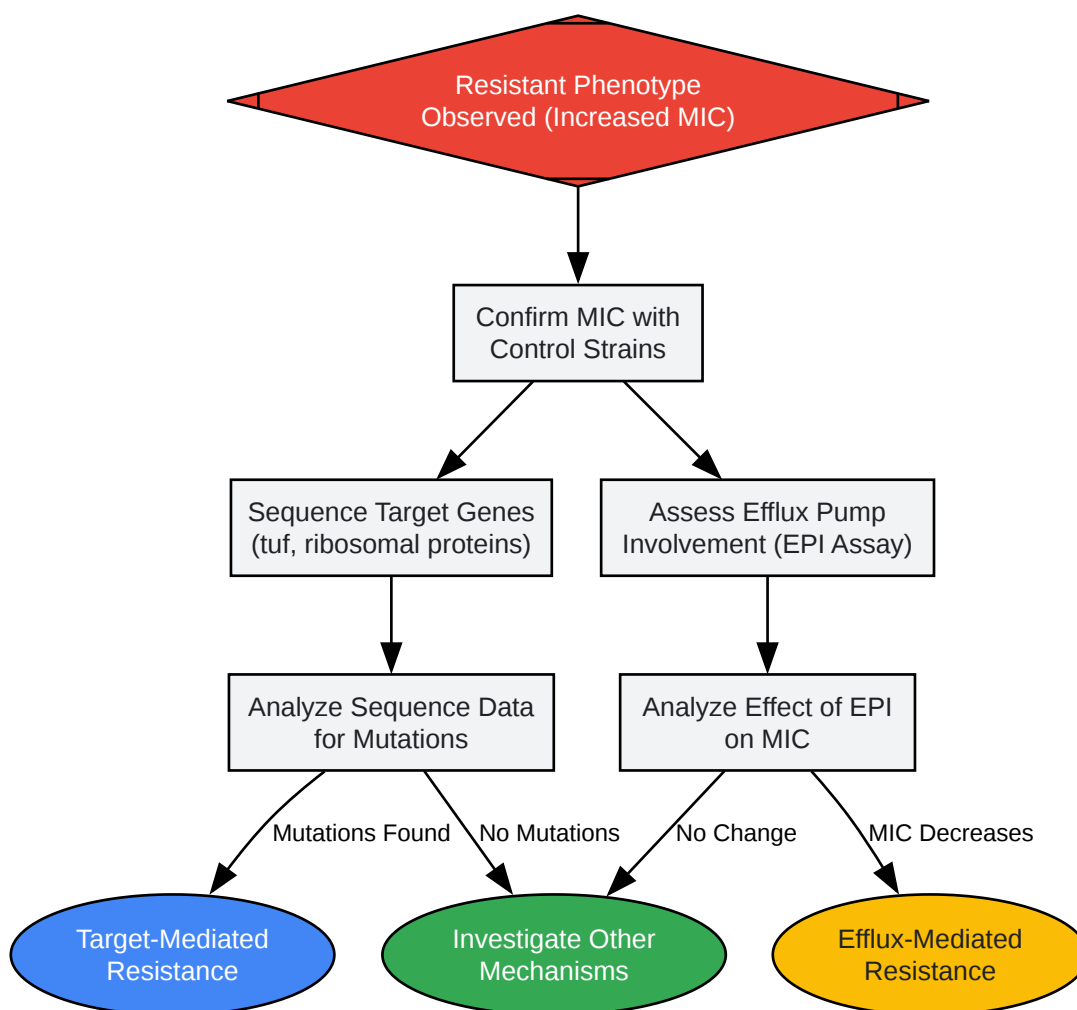 Resistant Phenotype
Observed (Increased MIC)
Confirm MIC with
Control Strains
Sequence Target Genes
(tuf, ribosomal proteins)
Assess Efflux Pump
Involvement (EPI Assay)
Analyze Sequence Data
for Mutations
Analyze Effect of EPI
on MIC
Mutations Found
No Mutations
No Change
MIC Decreases
Target-Mediated
Resistance
Investigate Other
Mechanisms
Efflux-Mediated
Resistance